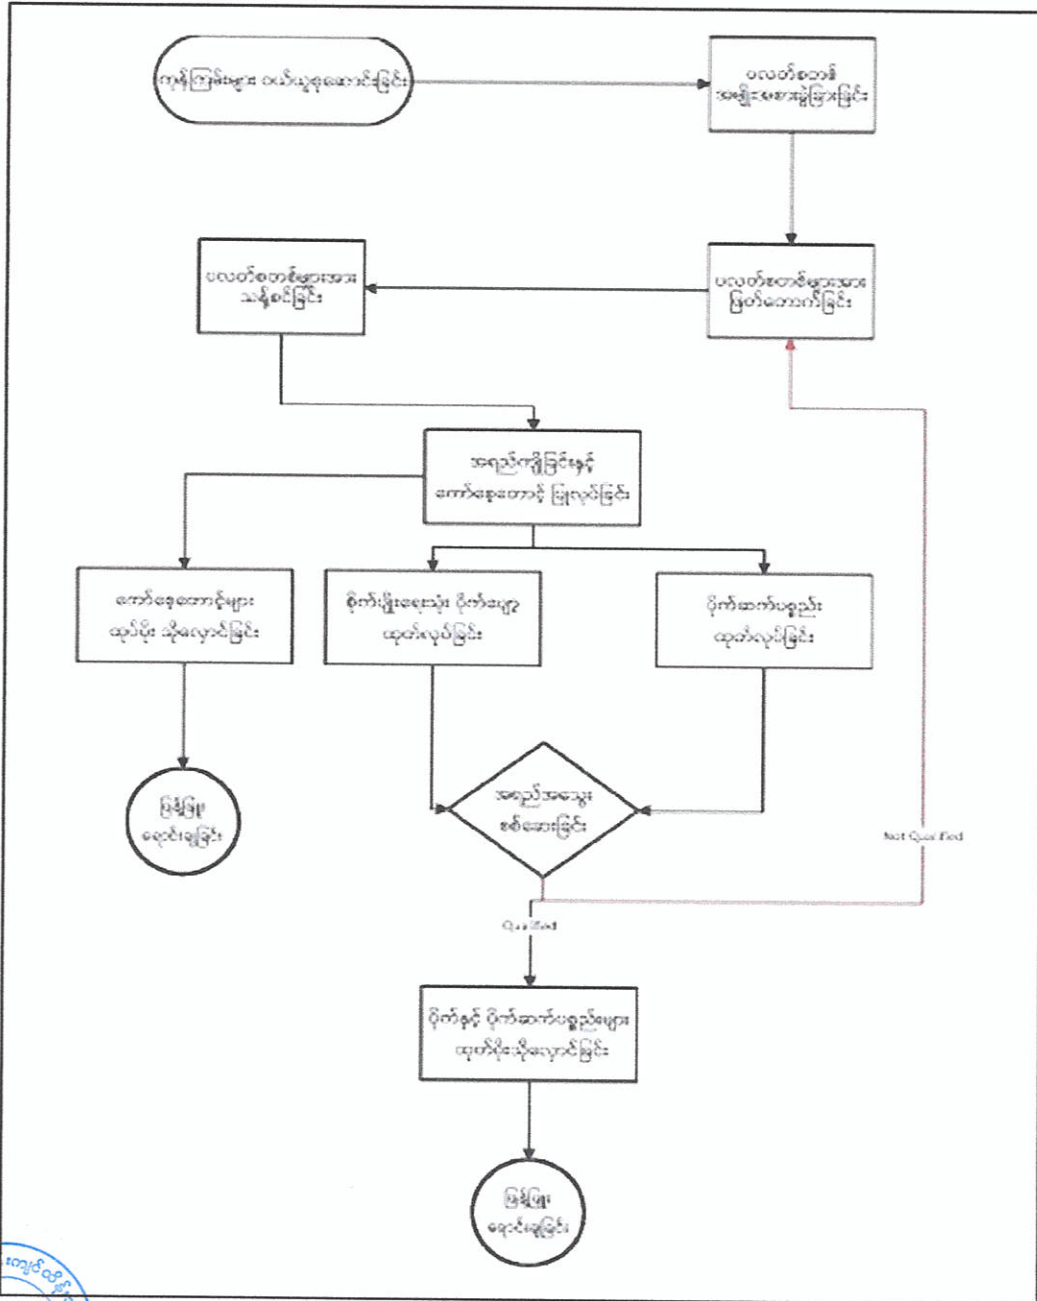 ကုန်ကြမ်းများ ဝယ်ယူစုဆောင်းခြင်း
ပလတ်စတစ်
အမျိုးအစားခွဲခြားခြင်း
ပလတ်စတစ်များအား
သန့်စင်ခြင်း
ပလတ်စတစ်များအား
ဖြတ်တောက်ခြင်း
အရည်ကျိုခြင်းနှင့်
ကော်စေ့တောင့် ပြုလုပ်ခြင်း
ကော်စေ့တောင့်များ
ထုပ်ပိုး သိုလှောင်ခြင်း
စိုက်ပျိုးရေးသုံး ပိုက်ပျော့
ထုတ်လုပ်ခြင်း
ပိုက်ဆက်ပစ္စည်း
ထုတ်လုပ်ခြင်း
ဖြန့်ဖြူး
ရောင်းချခြင်း
အရည်အသွေး
စစ်ဆေးခြင်း
Not Qualified
Qualified
ပိုက်နှင့် ပိုက်ဆက်ပစ္စည်းများ
ထုတ်ပိုးသိုလှောင်ခြင်း
ဖြန့်ဖြူး
ရောင်းချခြင်း